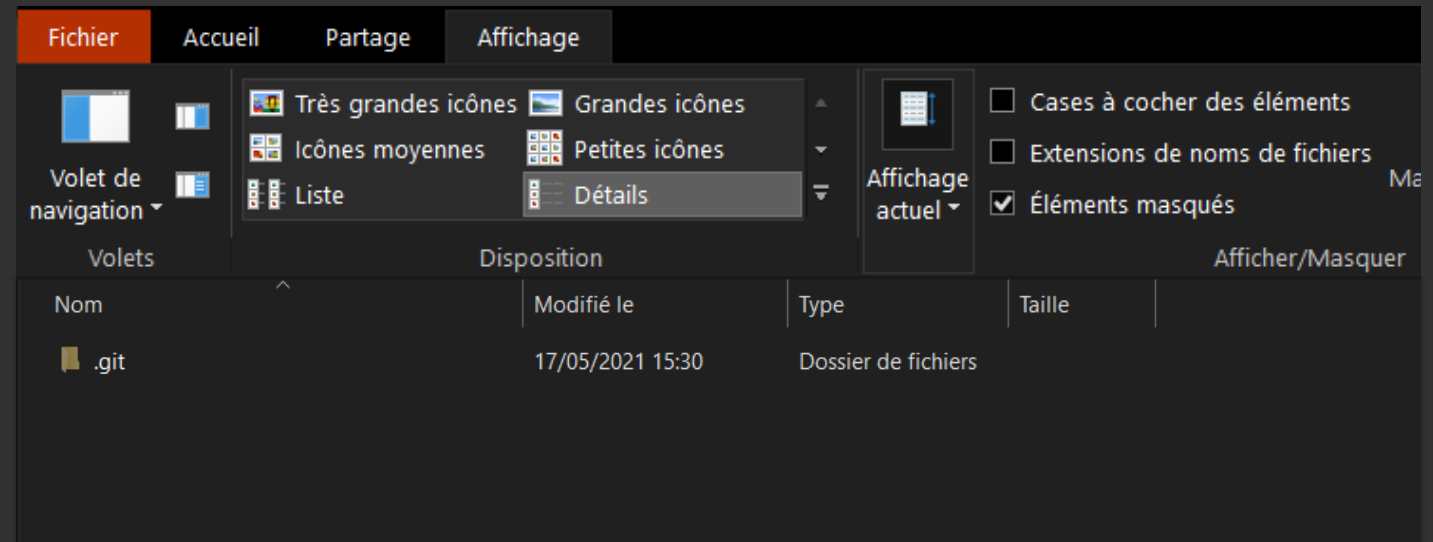 Fichier Accueil Partage Affichage
Très grandes icônes Grandes icônes
Icônes moyennes Petites icônes
Liste Détails
Volet de
navigation
Affichage
actuel
Cases à cocher des éléments
Extensions de noms de fichiers
Éléments masqués
Ma
Volets Disposition Afficher/Masquer
Nom Modifié le Type Taille
.git 17/05/2021 15:30 Dossier de fichiers